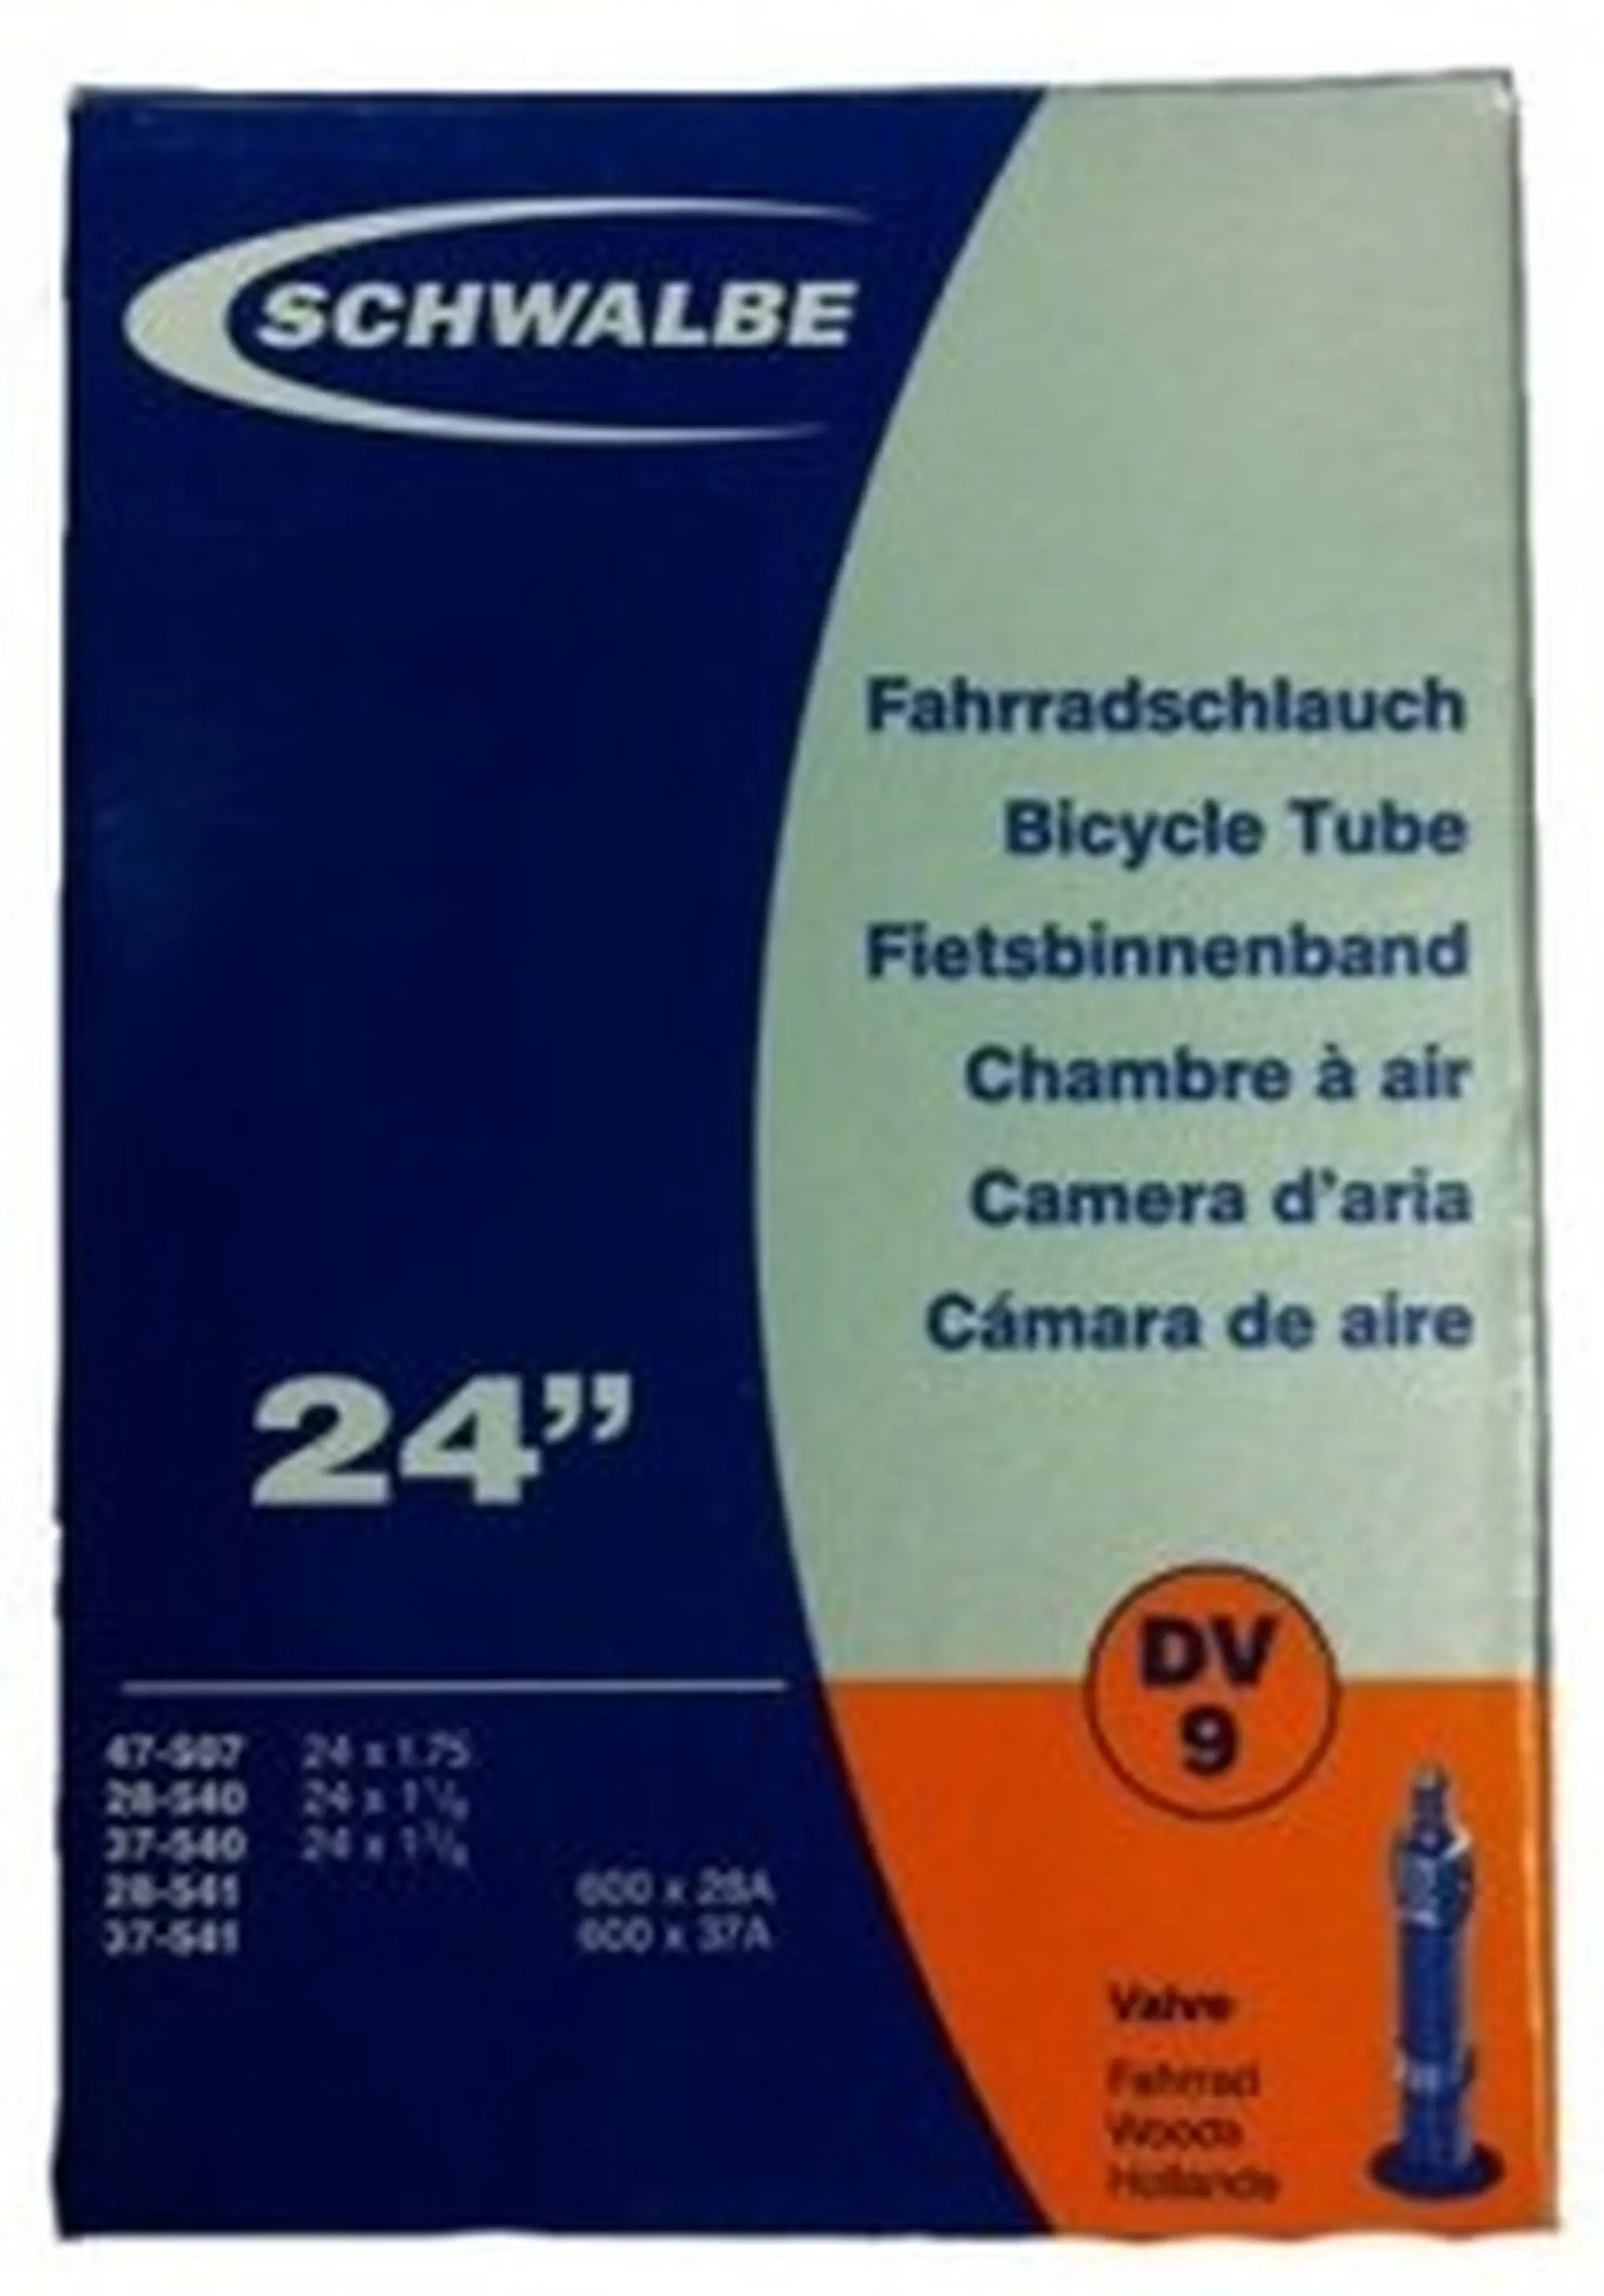 SCHWALBE
Fahrradschlauch
Bicycle Tube
Fietsbinnenband
Chambre à air
Camera d'aria
Cámara de aire
24”
DV
9
47-507 24 x 1.75
28-540 24 x 1⅛
37-540 24 x 1⅜
28-541 600 x 28A
37-541 600 x 37A
Valve
Fahrrad
Woods
Hollands